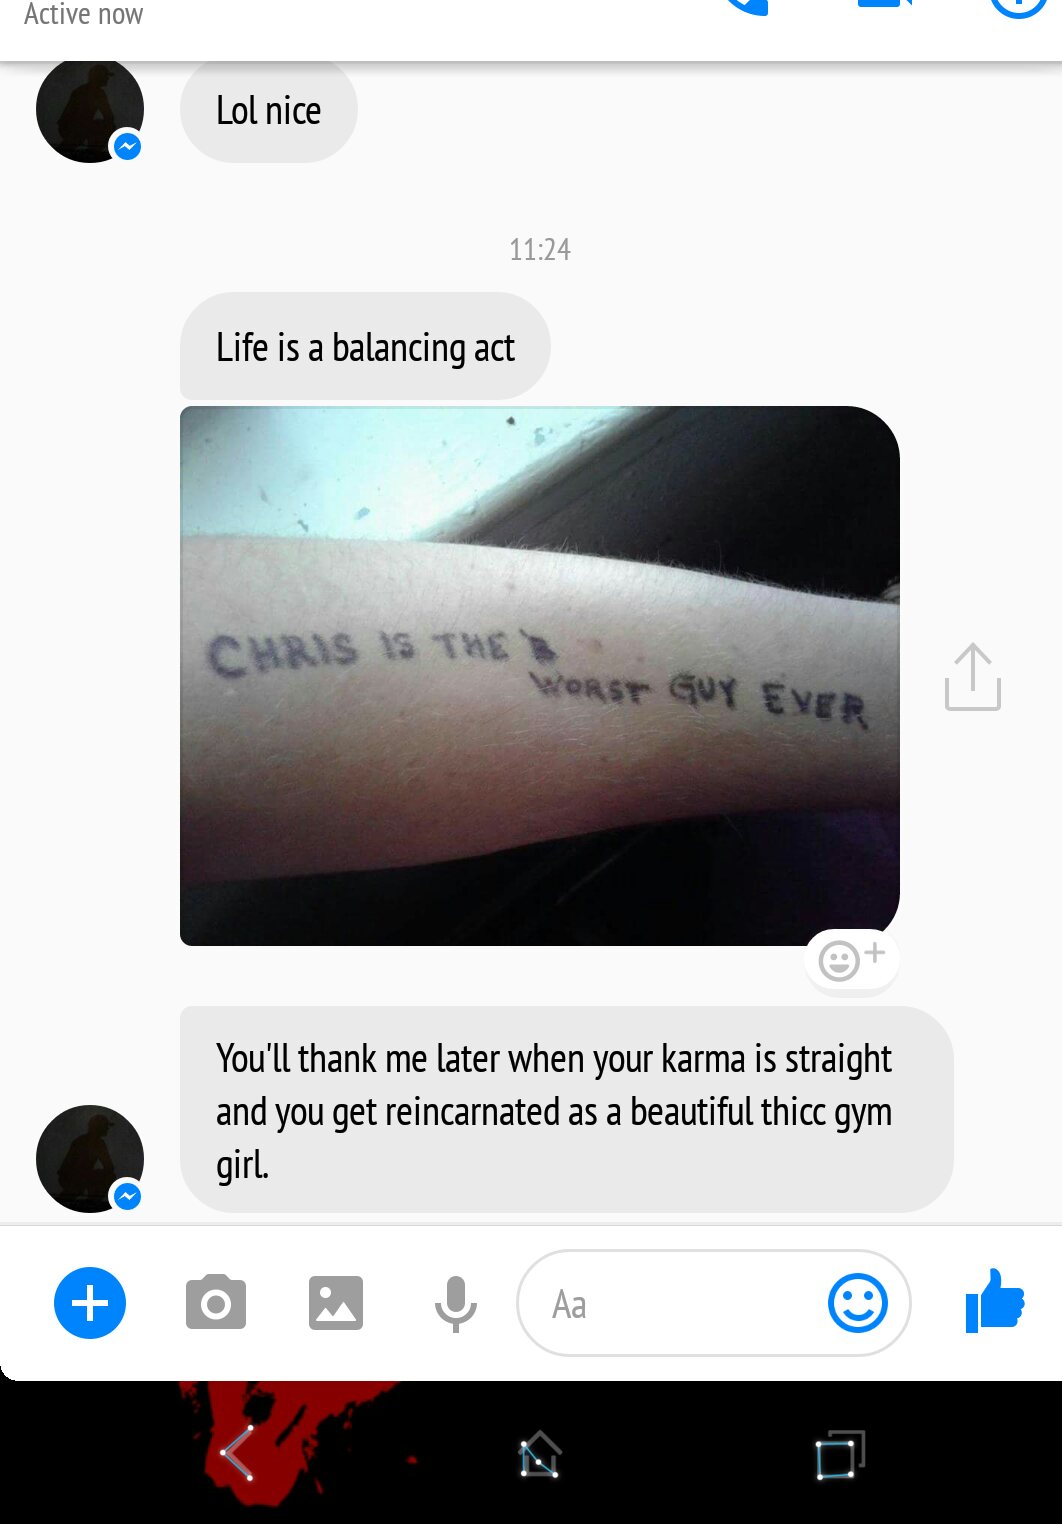 Active now
Lol nice
11:24
Life is a balancing act
CHRIS IS THE B
WORST GUY EVER
You'll thank me later when your karma is straight
and you get reincarnated as a beautiful thicc gym
girl.
Aa